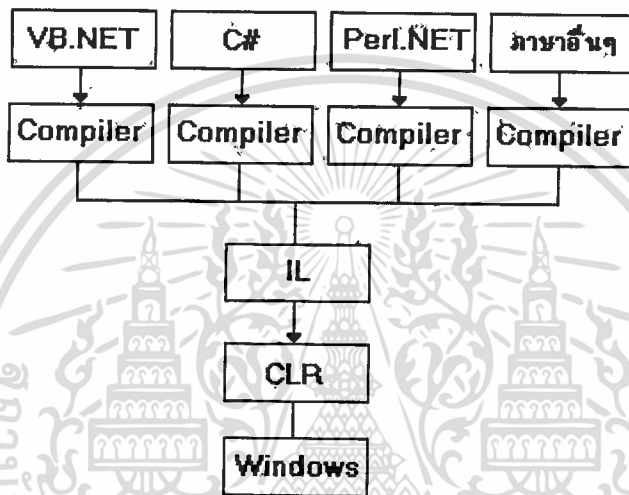 VB.NET C# Perl.NET ภาษาอื่นๆ
Compiler Compiler Compiler Compiler
IL
CLR
Windows